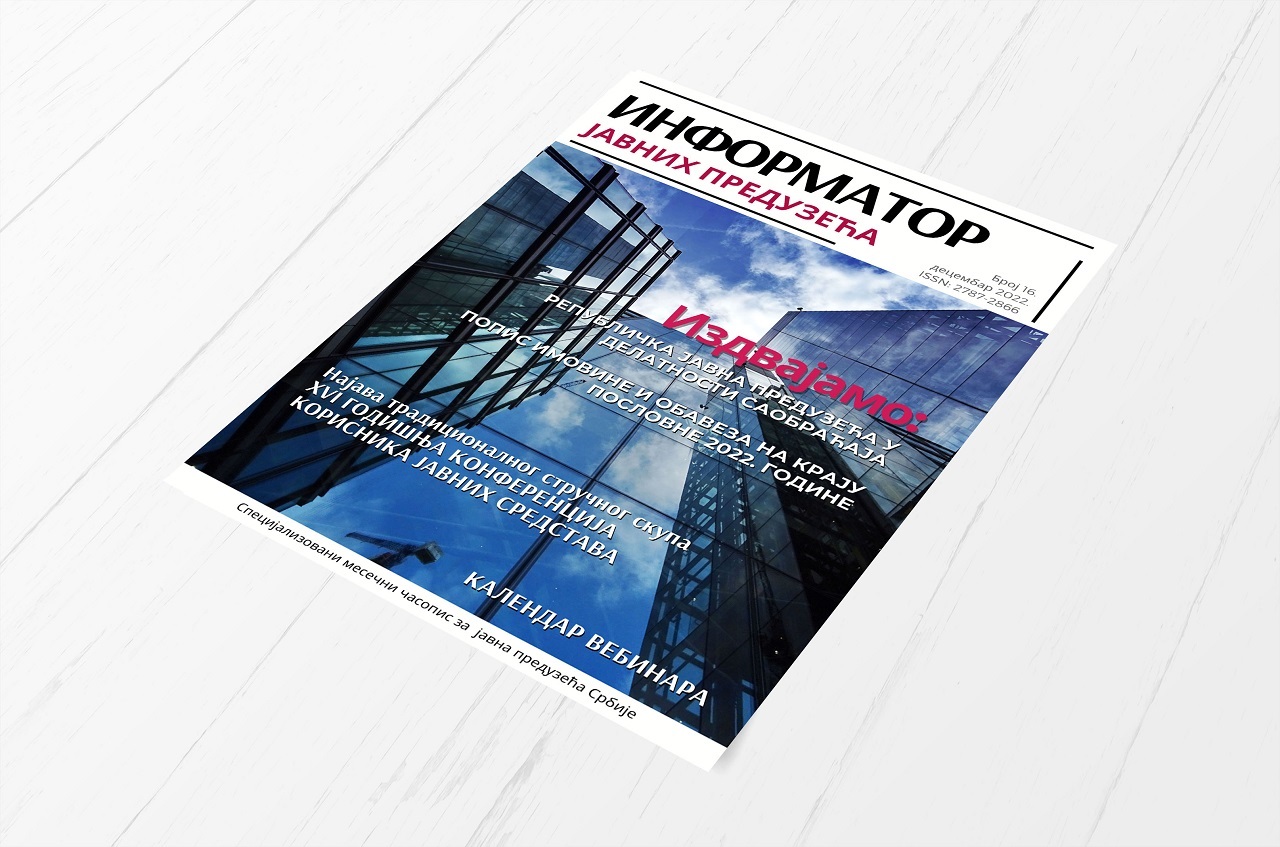 ИНФОРМАТОР
ЈАВНИХ ПРЕДУЗЕЋА
Број 16.
децембар 2022.
ISSN: 2787-2866
Издвајамо:
РЕПУБЛИЧКА ЈАВНА ПРЕДУЗЕЋА У
ДЕЛАТНОСТИ САОБРАЋАЈА
ПОПИС ИМОВИНЕ И ОБАВЕЗА НА КРАЈУ
ПОСЛОВНЕ 2022. ГОДИНЕ
Најава традиционалног стручног скупа
XVI ГОДИШЊА КОНФЕРЕНЦИЈА
КОРИСНИКА ЈАВНИХ СРЕДСТАВА
КАЛЕНДАР ВЕБИНАРА
Специјализовани месечни часопис за јавна предузећа Србије